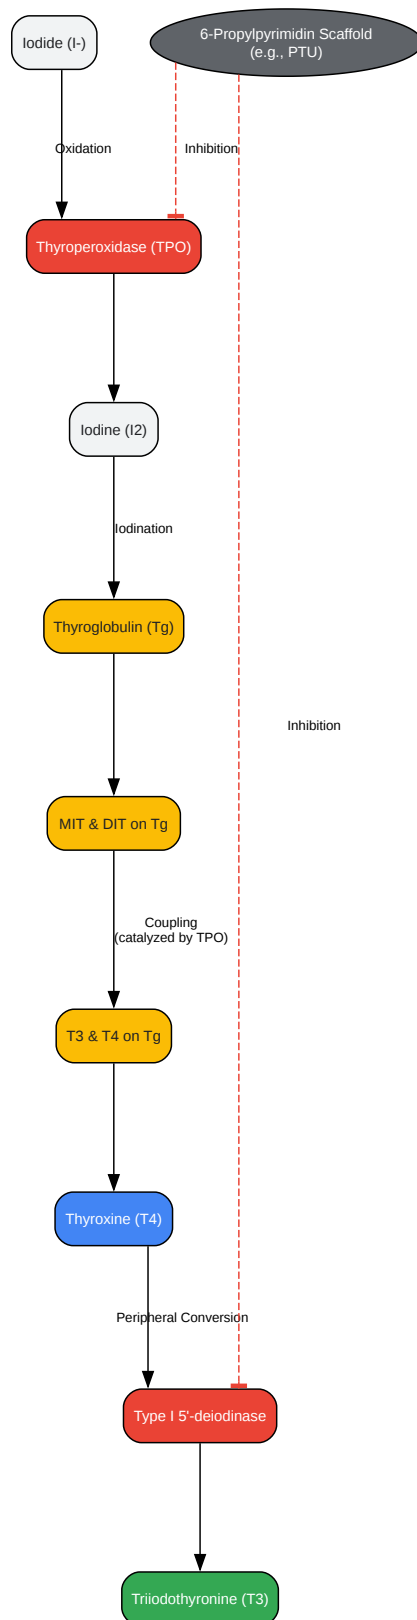 Iodide (I-)
6-Propylpyrimidin Scaffold
(e.g., PTU)
Oxidation
Inhibition
Thyroperoxidase (TPO)
Iodine (I2)
Iodination
Thyroglobulin (Tg)
Inhibition
MIT & DIT on Tg
Coupling
(catalyzed by TPO)
T3 & T4 on Tg
Thyroxine (T4)
Peripheral Conversion
Type I 5'-deiodinase
Triiodothyronine (T3)